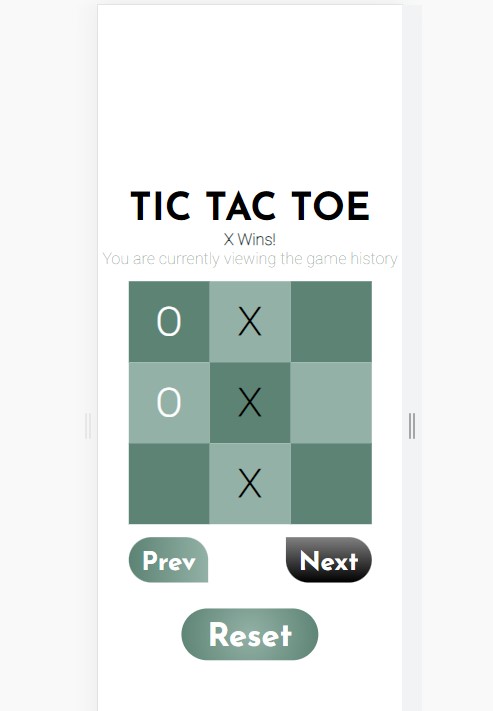 TIC TAC TOE
X Wins!
You are currently viewing the game history
O X
O X
X
Prev Next
Reset